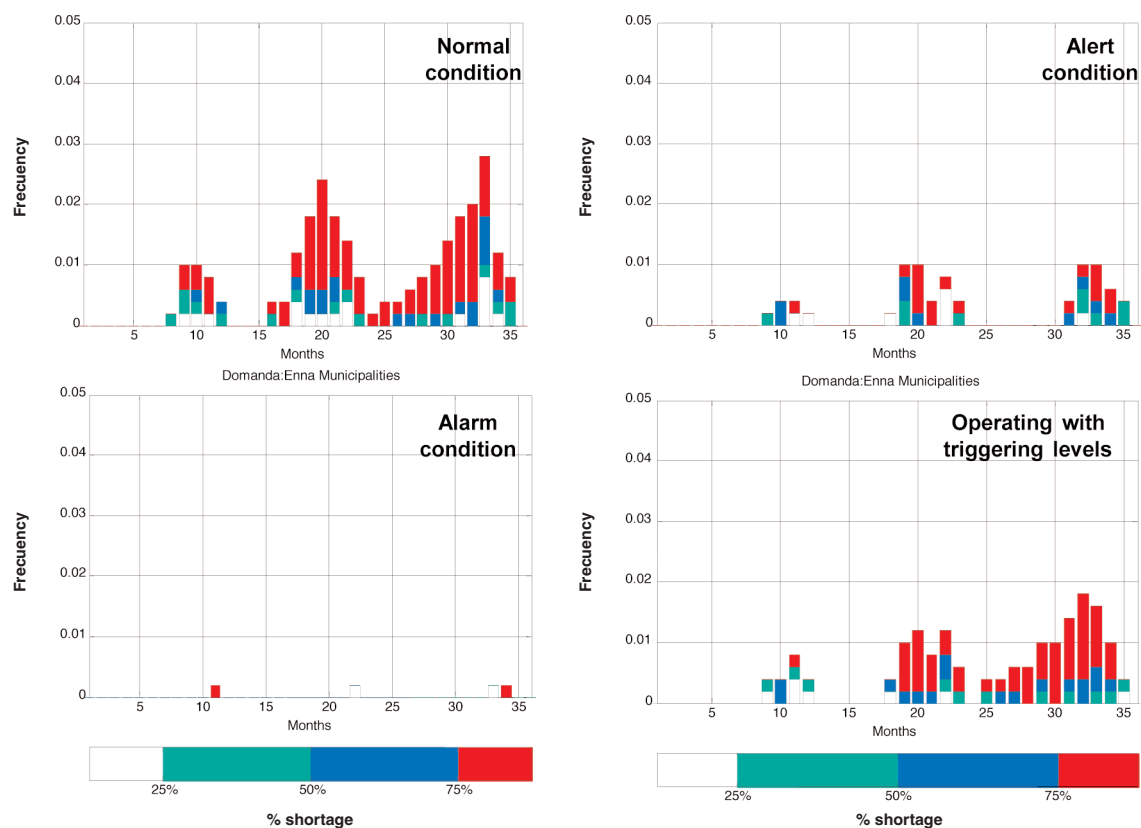 0.05
0.04
0.03
0.02
0.01
0
Frecuency
Normal
condition
5
10
15
20
25
30
35
Months
Domanda:Enna Municipalities
0.05
0.04
0.03
0.02
0.01
0
Frecuency
Alert
condition
5
10
15
20
25
30
35
Months
Domanda:Enna Municipalities
0.05
0.04
0.03
0.02
0.01
0
Frecuency
Alarm
condition
5
10
15
20
25
30
35
Months
25%
50%
75%
% shortage
0.05
0.04
0.03
0.02
0.01
0
Frecuency
Operating with
triggering levels
5
10
15
20
25
30
35
Months
25%
50%
75%
% shortage